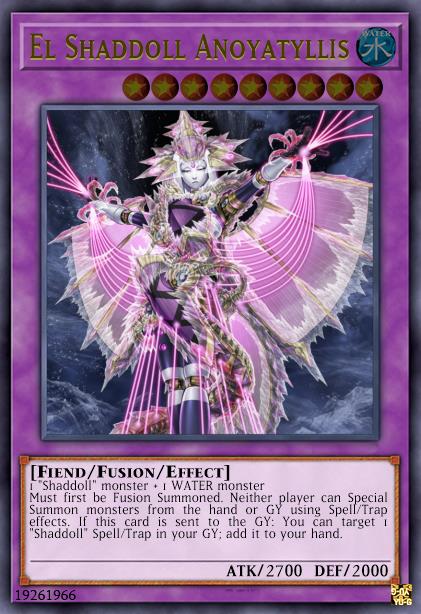 El Shaddoll Anoyatyllis
WATER
水
[Fiend/Fusion/Effect]
1 "Shaddoll" monster + 1 WATER monster
Must first be Fusion Summoned. Neither player can Special
Summon monsters from the hand or GY using Spell/Trap
effects. If this card is sent to the GY: You can target 1
"Shaddoll" Spell/Trap in your GY; add it to your hand.
ATK/2700 DEF/2000
19261966